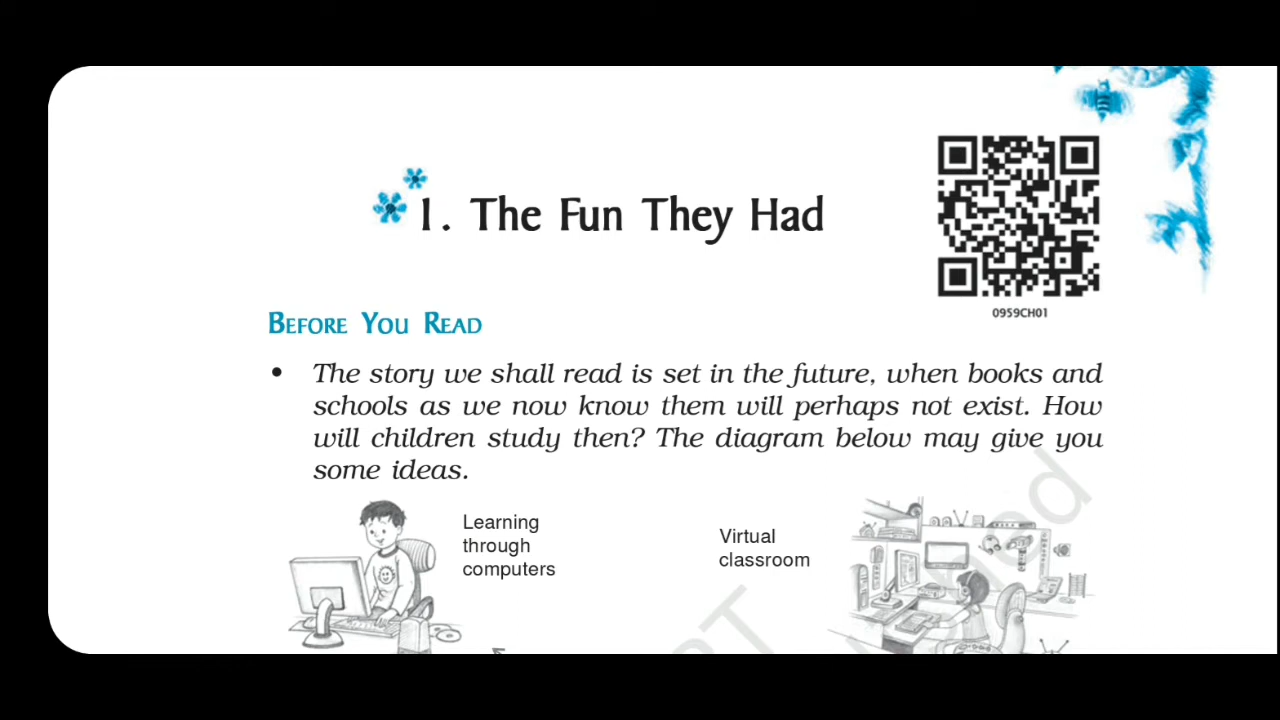 1. The Fun They Had
0959CH01
BEFORE YOU READ
• The story we shall read is set in the future, when books and
schools as we now know them will perhaps not exist. How
will children study then? The diagram below may give you
some ideas.
Learning
through
computers
Virtual
classroom